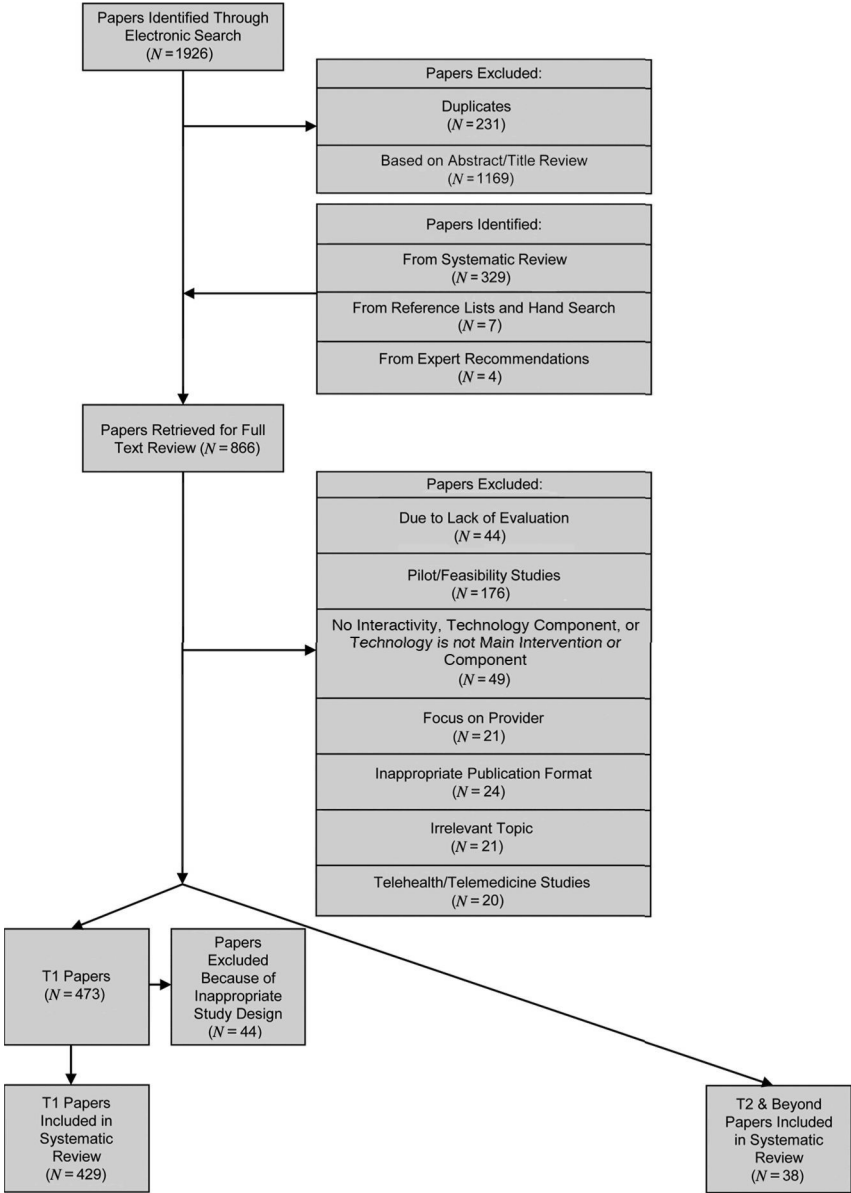 Papers Identified Through
Electronic Search
(N = 1926)
Papers Excluded:
Duplicates
(N = 231)
Based on Abstract/Title Review
(N = 1169)
Papers Identified:
From Systematic Review
(N = 329)
From Reference Lists and Hand Search
(N = 7)
From Expert Recommendations
(N = 4)
Papers Retrieved for Full
Text Review (N = 866)
Papers Excluded:
Due to Lack of Evaluation
(N = 44)
Pilot/Feasibility Studies
(N = 176)
No Interactivity, Technology Component, or
Technology is not Main Intervention or
Component
(N = 49)
Focus on Provider
(N = 21)
Inappropriate Publication Format
(N = 24)
Irrelevant Topic
(N = 21)
Telehealth/Telemedicine Studies
(N = 20)
T1 Papers
(N = 473)
Papers
Excluded
Because of
Inappropriate
Study Design
(N = 44)
T1 Papers
Included in
Systematic
Review
(N = 429)
T2 & Beyond
Papers Included
in Systematic
Review
(N = 38)